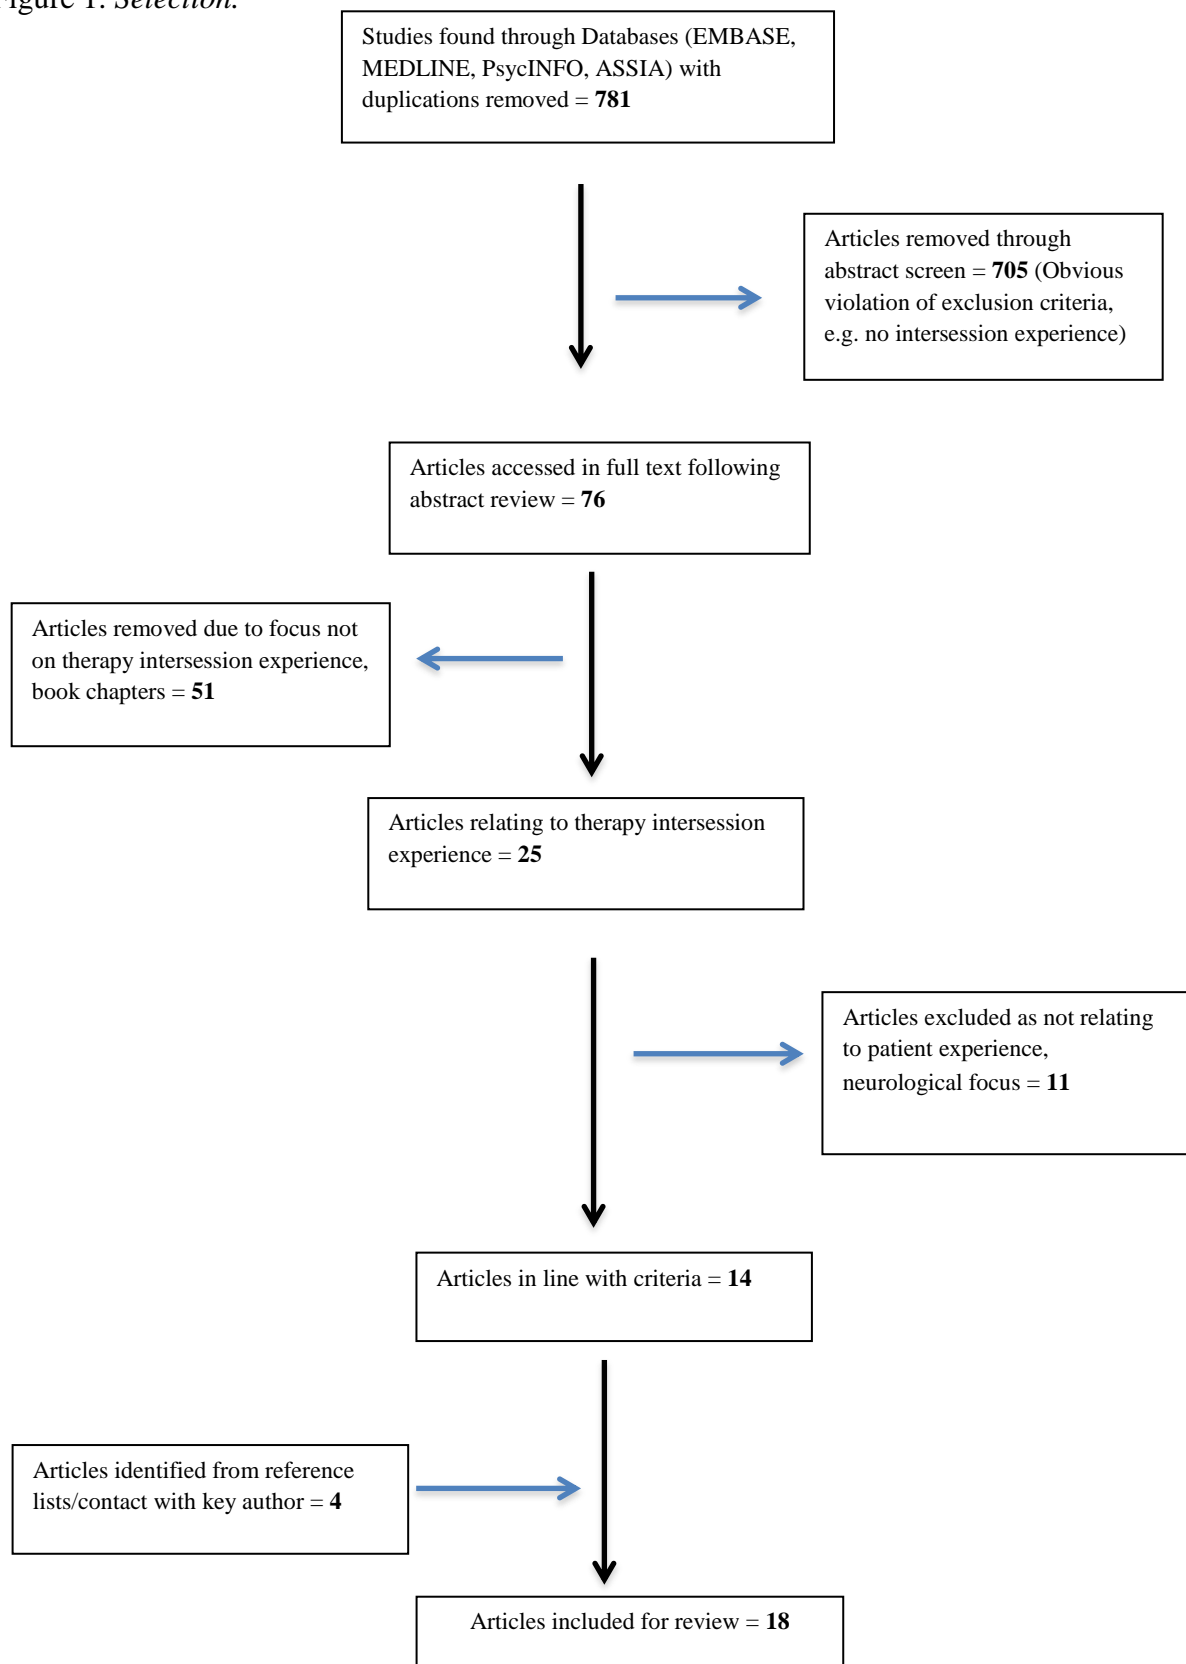 Figure 1. Selection.
Studies found through Databases (EMBASE,
MEDLINE, PsycINFO, ASSIA) with
duplications removed = 781
Articles removed through
abstract screen = 705 (Obvious
violation of exclusion criteria,
e.g. no intersession experience)
Articles accessed in full text following
abstract review = 76
Articles removed due to focus not
on therapy intersession experience,
book chapters = 51
Articles relating to therapy intersession
experience = 25
Articles excluded as not relating
to patient experience,
neurological focus = 11
Articles in line with criteria = 14
Articles identified from reference
lists/contact with key author = 4
Articles included for review = 18